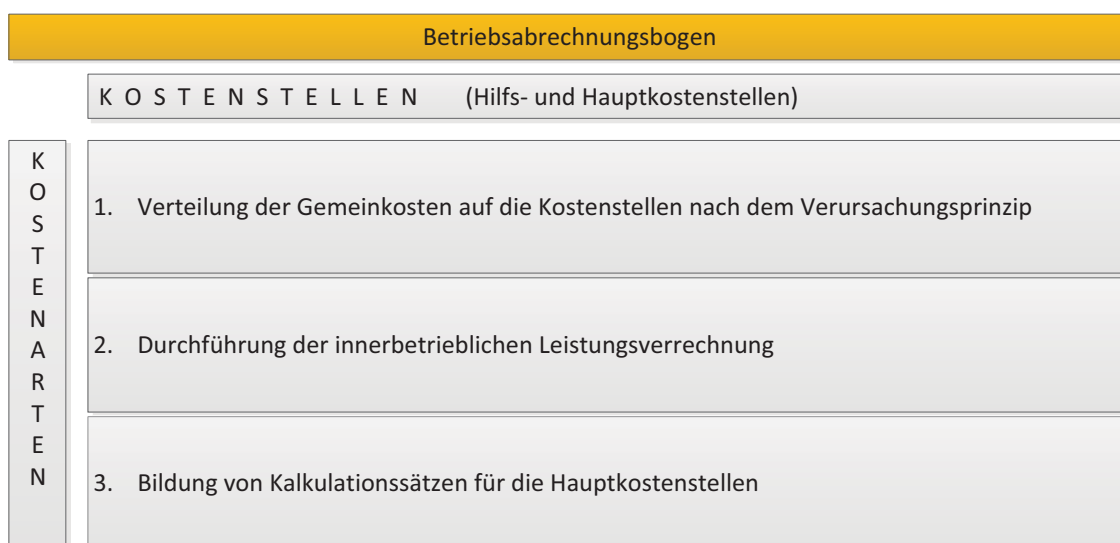 Betriebsabrechnungsbogen
K O S T E N S T E L L E N (Hilfs- und Hauptkostenstellen)
K
O
S
T
E
N
A
R
T
E
N
1. Verteilung der Gemeinkosten auf die Kostenstellen nach dem Verursachungsprinzip
2. Durchführung der innerbetrieblichen Leistungsverrechnung
3. Bildung von Kalkulationssätzen für die Hauptkostenstellen